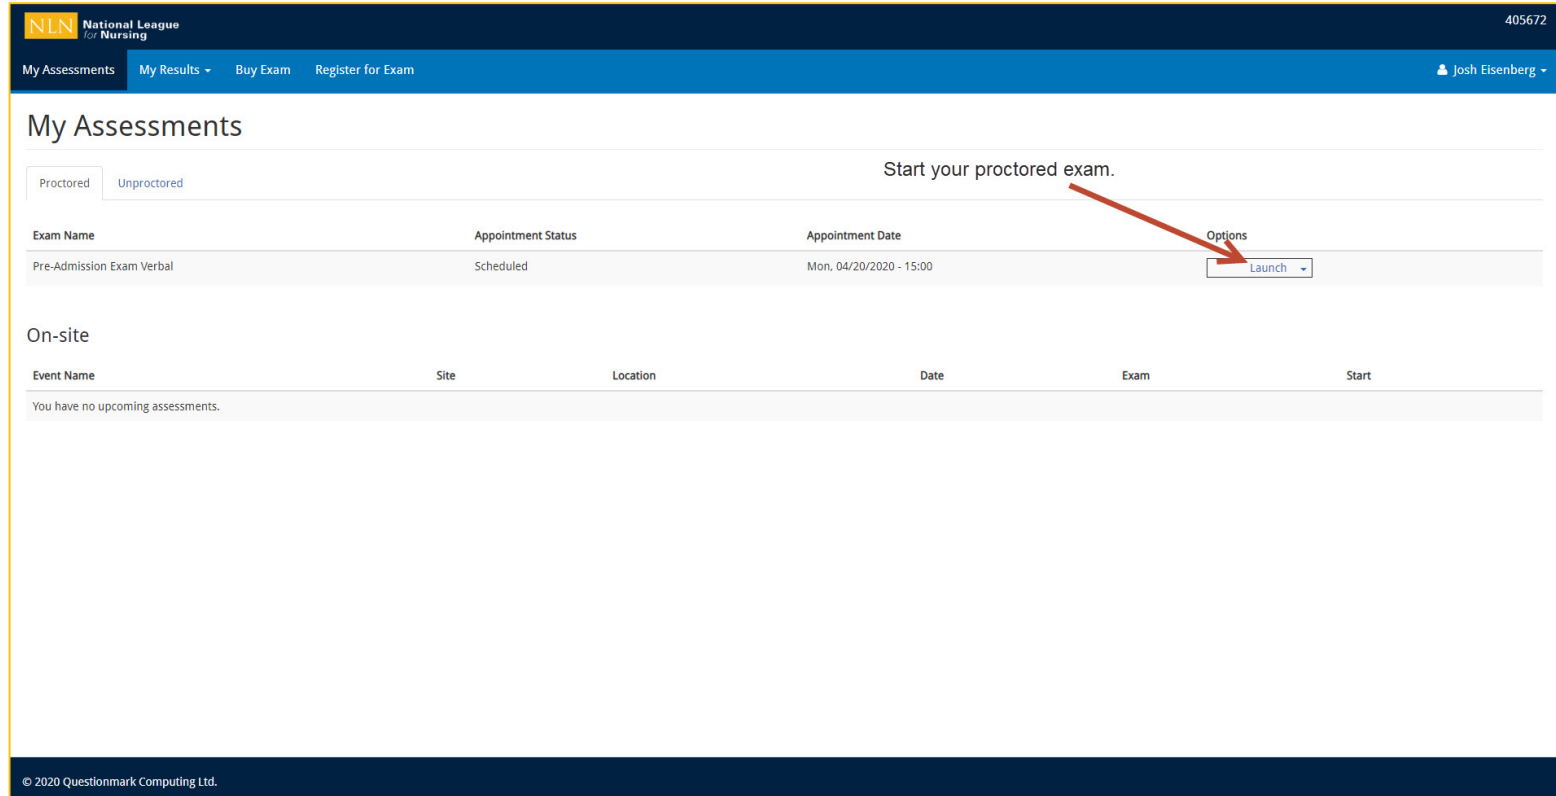 NLN National League
for Nursing
405672
My Assessments My Results Buy Exam Register for Exam Josh Eisenberg
My Assessments
Start your proctored exam.
Proctored Unproctored
Exam Name Appointment Status Appointment Date Options
Pre-Admission Exam Verbal Scheduled Mon, 04/20/2020 - 15:00 Launch
On-site
Event Name Site Location Date Exam Start
You have no upcoming assessments.
© 2020 Questionmark Computing Ltd.